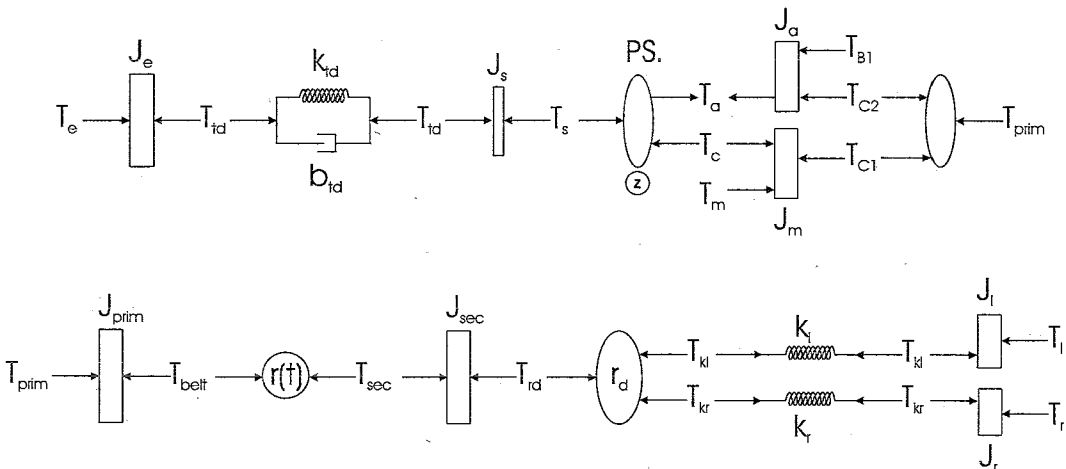 J_e
k_td
J_s
PS.
J_a
T_B1
T_e
T_td
T_td
T_s
T_a
T_C2
T_prim
b_td
T_c
T_C1
z
T_m
J_m
J_prim
J_sec
J_l
k_l
T_kl
T_kl
T_l
T_prim
T_belt
r(t)
T_sec
T_rd
r_d
T_kr
T_kr
T_r
k_r
J_r